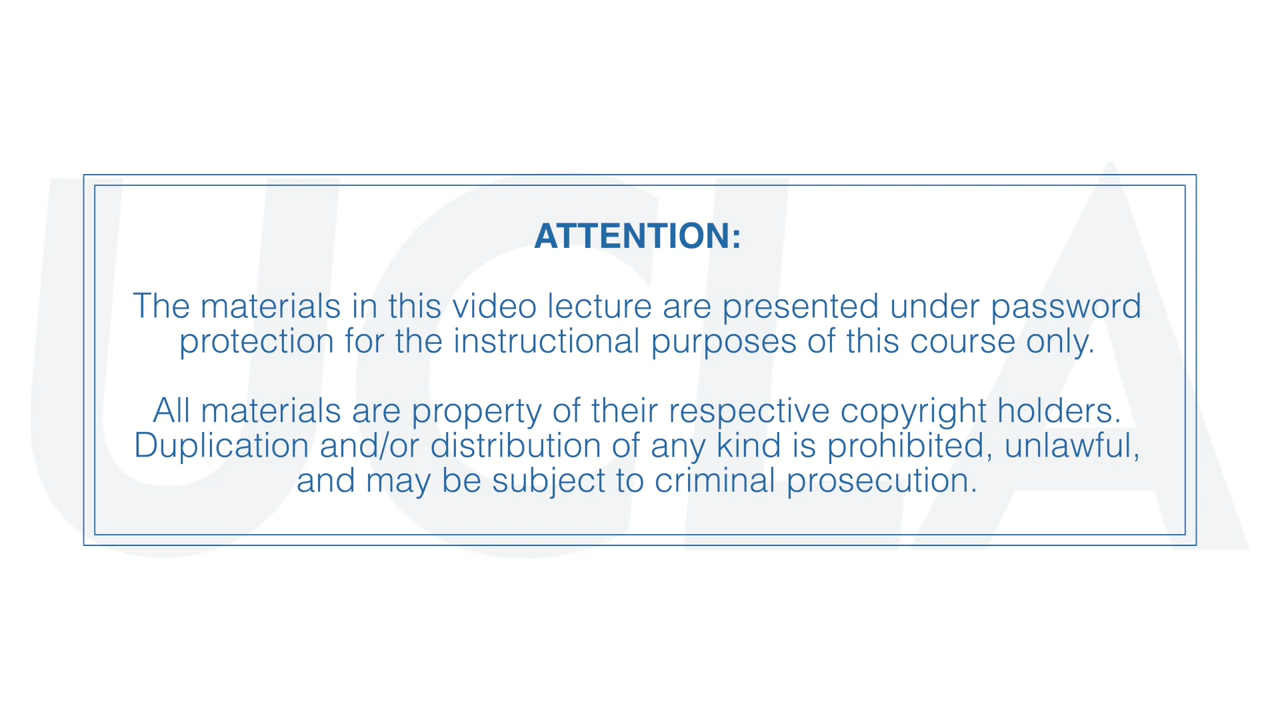 UCLA
ATTENTION:
The materials in this video lecture are presented under password
protection for the instructional purposes of this course only.
All materials are property of their respective copyright holders.
Duplication and/or distribution of any kind is prohibited, unlawful,
and may be subject to criminal prosecution.